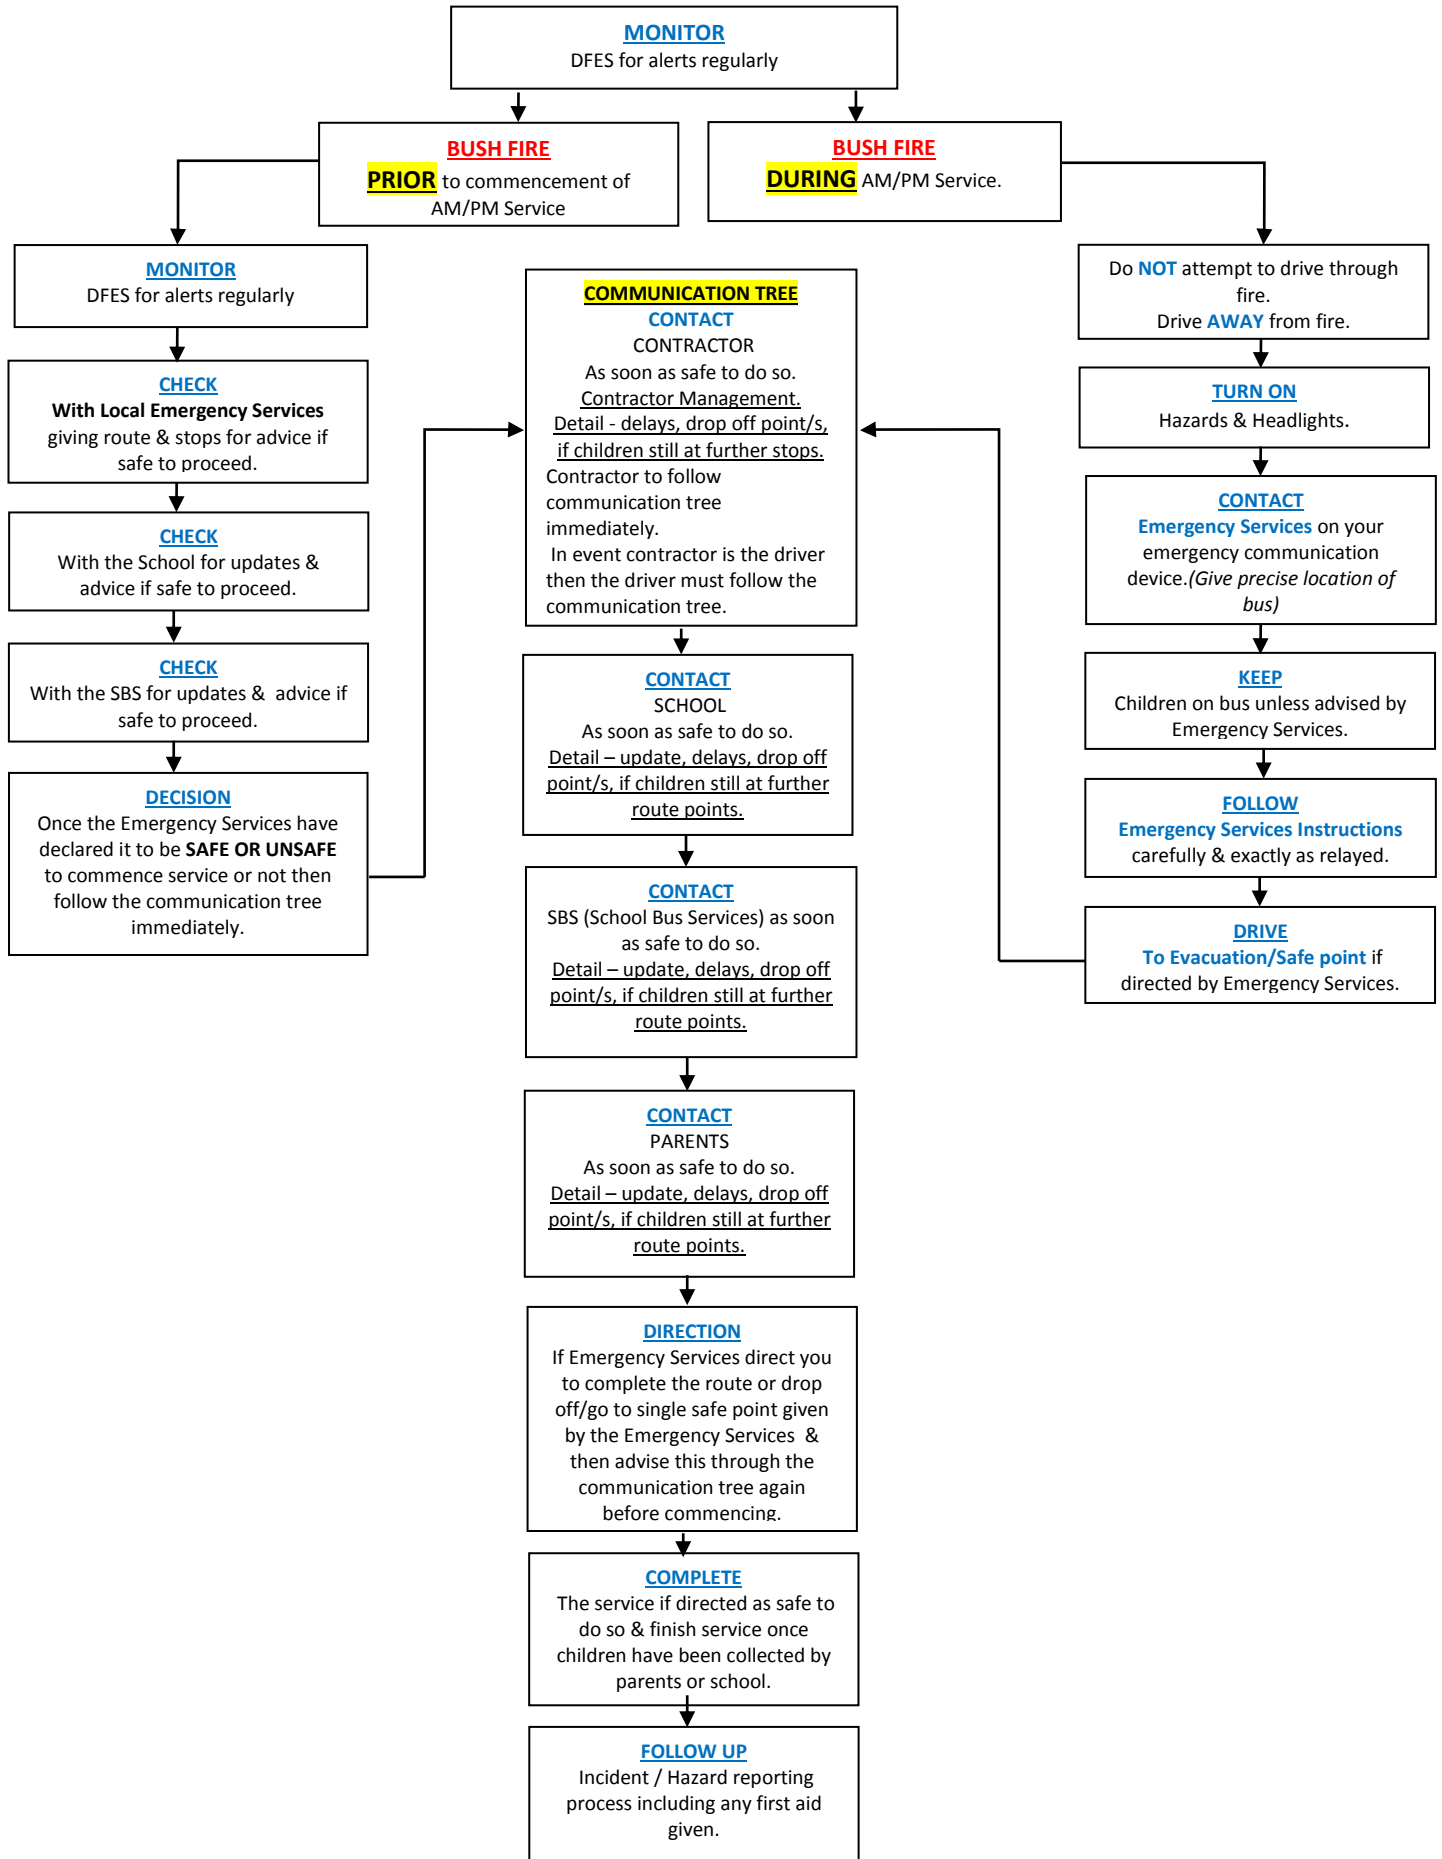 MONITOR
DFES for alerts regularly
BUSH FIRE
PRIOR to commencement of
AM/PM Service
BUSH FIRE
DURING AM/PM Service.
MONITOR
DFES for alerts regularly
CHECK
With Local Emergency Services
giving route & stops for advice if
safe to proceed.
CHECK
With the School for updates &
advice if safe to proceed.
CHECK
With the SBS for updates &  advice if
safe to proceed.
DECISION
Once the Emergency Services have
declared it to be SAFE OR UNSAFE
to commence service or not then
follow the communication tree
immediately.
COMMUNICATION TREE
CONTACT
CONTRACTOR
As soon as safe to do so.
Contractor Management.
Detail - delays, drop off point/s,
if children still at further stops.
Contractor to follow
communication tree
immediately.
In event contractor is the driver
then the driver must follow the
communication tree.
CONTACT
SCHOOL
As soon as safe to do so.
Detail – update, delays, drop off
point/s, if children still at further
route points.
CONTACT
SBS (School Bus Services) as soon
as safe to do so.
Detail – update, delays, drop off
point/s, if children still at further
route points.
CONTACT
PARENTS
As soon as safe to do so.
Detail – update, delays, drop off
point/s, if children still at further
route points.
DIRECTION
If Emergency Services direct you
to complete the route or drop
off/go to single safe point given
by the Emergency Services  &
then advise this through the
communication tree again
before commencing.
COMPLETE
The service if directed as safe to
do so & finish service once
children have been collected by
parents or school.
FOLLOW UP
Incident / Hazard reporting
process including any first aid
given.
Do NOT attempt to drive through
fire.
Drive AWAY from fire.
TURN ON
Hazards & Headlights.
CONTACT
Emergency Services on your
emergency communication
device.(Give precise location of
bus)
KEEP
Children on bus unless advised by
Emergency Services.
FOLLOW
Emergency Services Instructions
carefully & exactly as relayed.
DRIVE
To Evacuation/Safe point if
directed by Emergency Services.